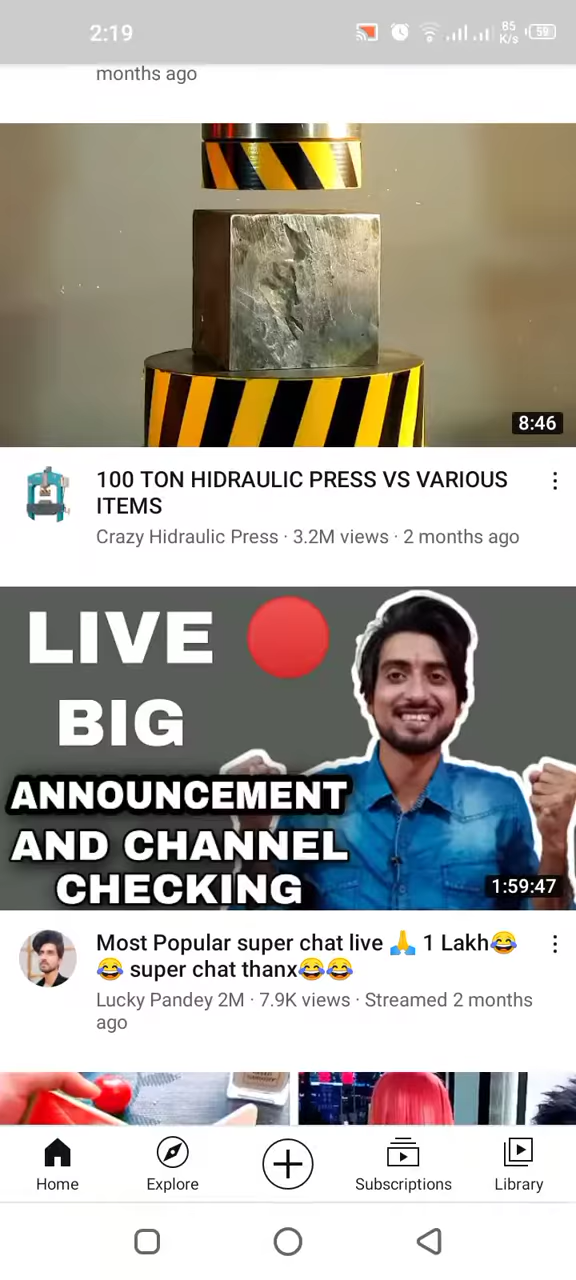 2:19
85
K/s
59
months ago
8:46
100 TON HIDRAULIC PRESS VS VARIOUS
ITEMS
Crazy Hidraulic Press · 3.2M views · 2 months ago
LIVE 🔴
BIG
ANNOUNCEMENT
AND CHANNEL
CHECKING
1:59:47
Most Popular super chat live 🙏 1 Lakh😂
😂 super chat thanx😂😂
Lucky Pandey 2M · 7.9K views · Streamed 2 months
ago
Home
Explore
Subscriptions
Library